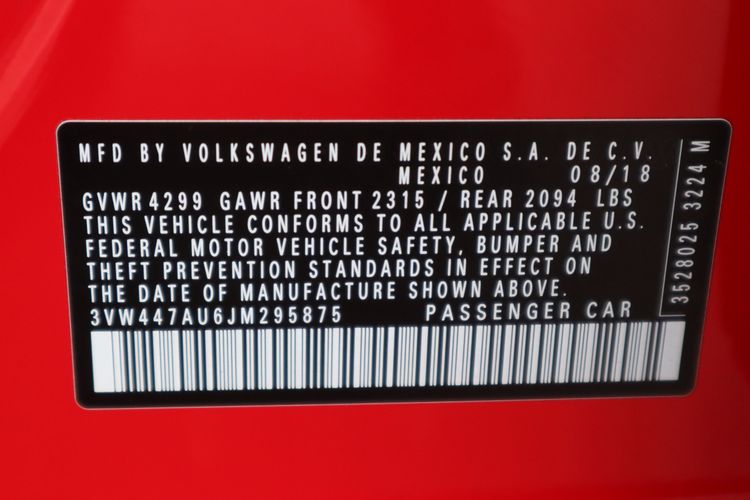 MFD BY VOLKSWAGEN DE MEXICO S.A. DE C.V.
MEXICO 08/18
GVWR 4299 GAWR FRONT 2315 / REAR 2094 LBS
THIS VEHICLE CONFORMS TO ALL APPLICABLE U.S.
FEDERAL MOTOR VEHICLE SAFETY, BUMPER AND
THEFT PREVENTION STANDARDS IN EFFECT ON
THE DATE OF MANUFACTURE SHOWN ABOVE.
3VW447AU6JM295875 PASSENGER CAR
3528025 3224 M